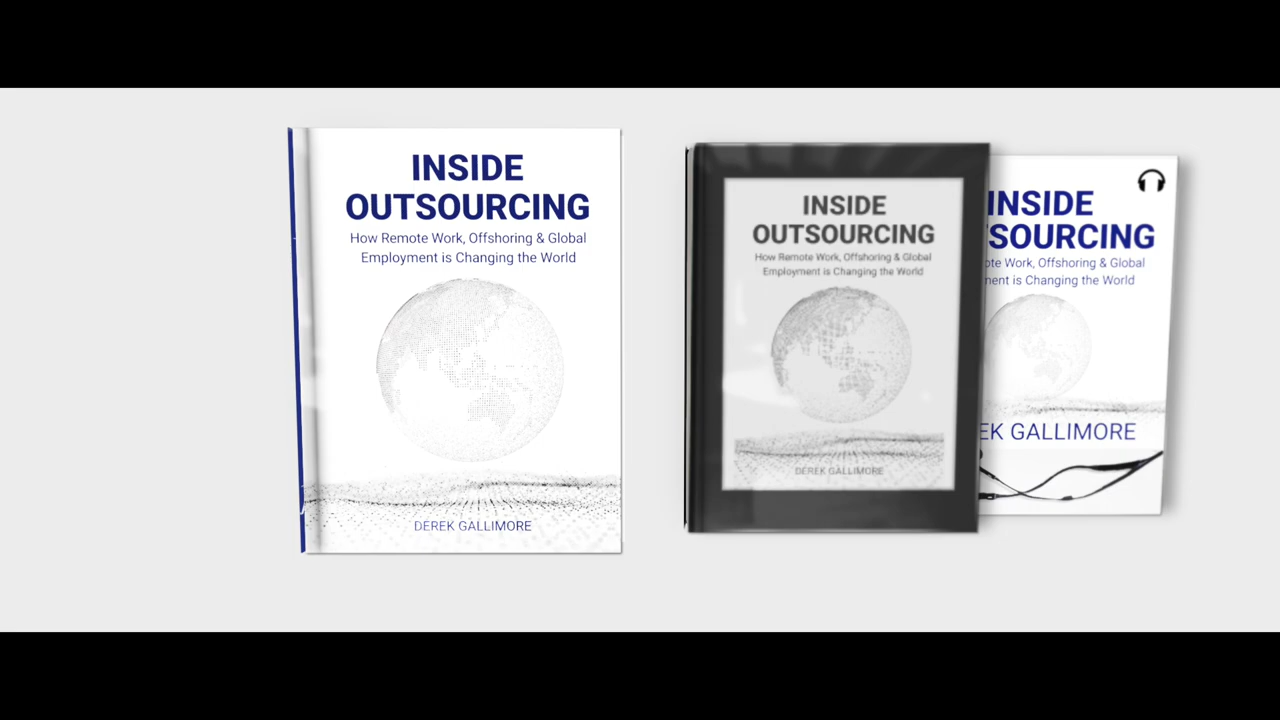 INSIDE
OUTSOURCING
How Remote Work, Offshoring & Global
Employment is Changing the World
DEREK GALLIMORE
INSIDE
OUTSOURCING
How Remote Work, Offshoring & Global
Employment is Changing the World
DEREK GALLIMORE
INSIDE
TSOURCING
ote Work, Offshoring & Global
ment is Changing the World
EK GALLIMORE